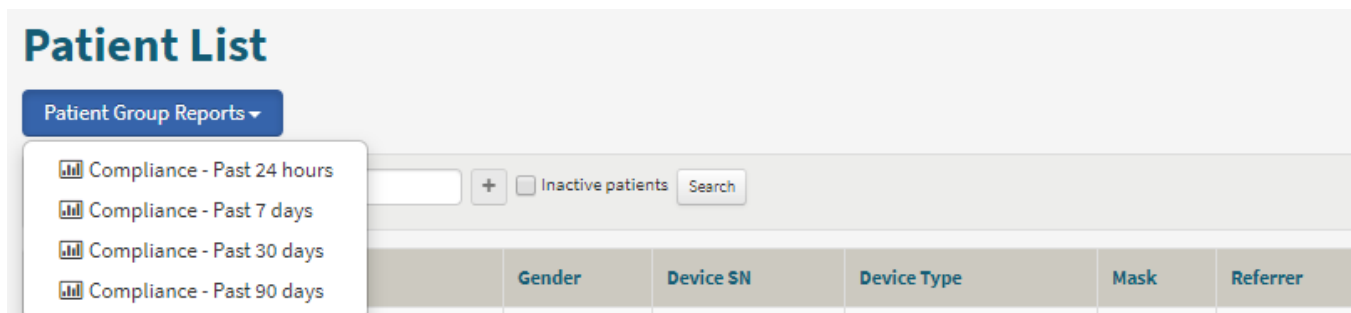 Patient List
Patient Group Reports
Compliance - Past 24 hours
Compliance - Past 7 days
Compliance - Past 30 days
Compliance - Past 90 days
+ Inactive patients Search
Gender Device SN Device Type Mask Referrer